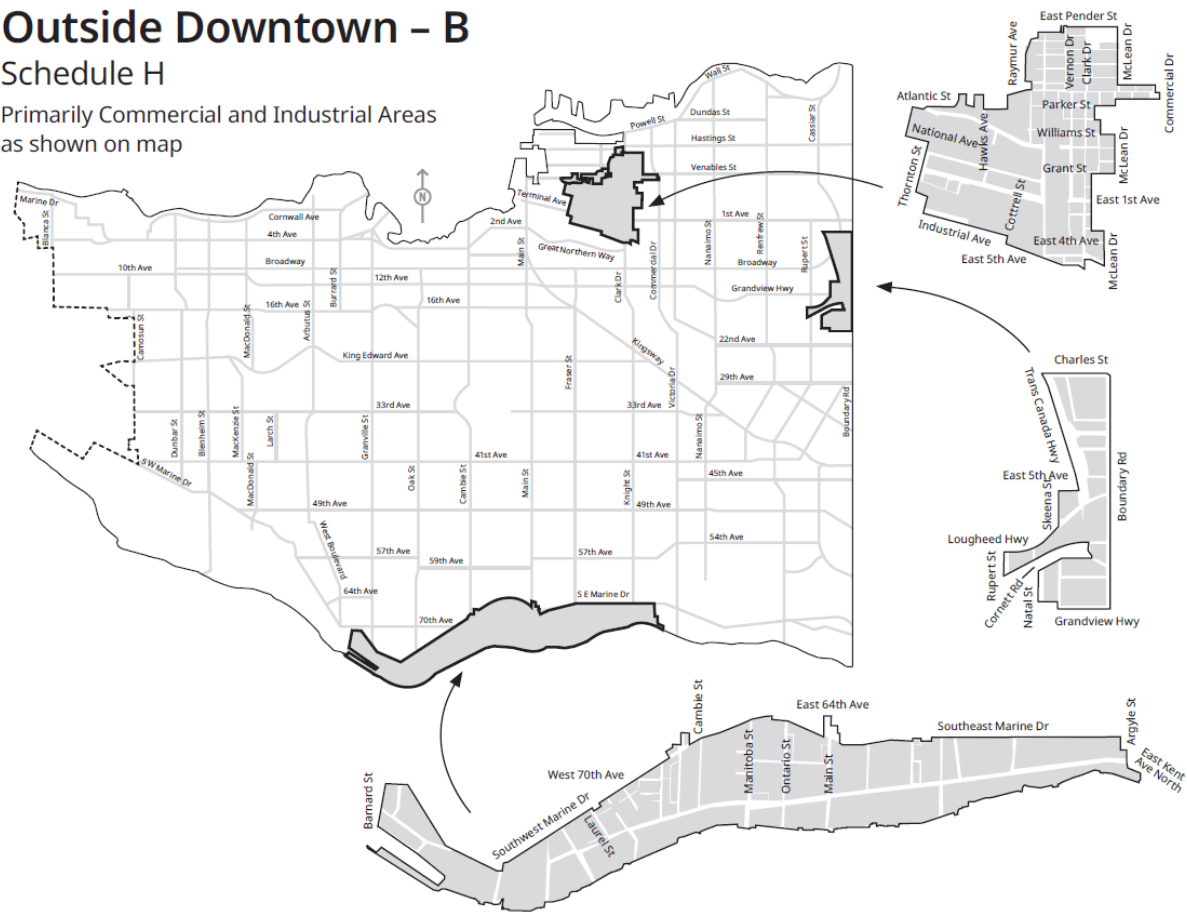 Outside Downtown – B
Schedule H
Primarily Commercial and Industrial Areas
as shown on map
N
Wall St
Dundas St
Powell St
Cassiar St
Hastings St
Venables St
Marine Dr
Blanca St
Cornwall Ave
4th Ave
Terminal Ave
2nd Ave
1st Ave
Main St
Great Northern Way
Nanaimo St
Renfrew St
Rupert St
10th Ave
Broadway
Broadway
12th Ave
Burrard St
Clark Dr
Commercial Dr
Grandview Hwy
16th Ave
16th Ave
Camosun St
MacDonald St
Arbutus St
King Edward Ave
Kingsway
22nd Ave
Fraser St
Victoria Dr
29th Ave
Boundary Rd
33rd Ave
33rd Ave
Dunbar St
Blenheim St
MacKenzie St
Larch St
Granville St
Nanaimo St
S W Marine Dr
MacDonald St
Oak St
Cambie St
41st Ave
Main St
41st Ave
Knight St
45th Ave
49th Ave
49th Ave
West Boulevard
57th Ave
59th Ave
57th Ave
54th Ave
64th Ave
S E Marine Dr
70th Ave
East Pender St
Raymur Ave
Vernon Dr
Clark Dr
McLean Dr
Commercial Dr
Atlantic St
Parker St
National Ave
Hawks Ave
Williams St
McLean Dr
Grant St
Thornton St
Cottrell St
East 1st Ave
Industrial Ave
East 4th Ave
East 5th Ave
McLean Dr
Charles St
Trans Canada Hwy
East 5th Ave
Skeena St
Boundary Rd
Lougheed Hwy
Rupert St
Cornett Rd
Natal St
Grandview Hwy
Cambie St
East 64th Ave
Southeast Marine Dr
Argyle St
East Kent
Ave North
Manitoba St
Ontario St
Main St
West 70th Ave
Barnard St
Southwest Marine Dr
Laurel St